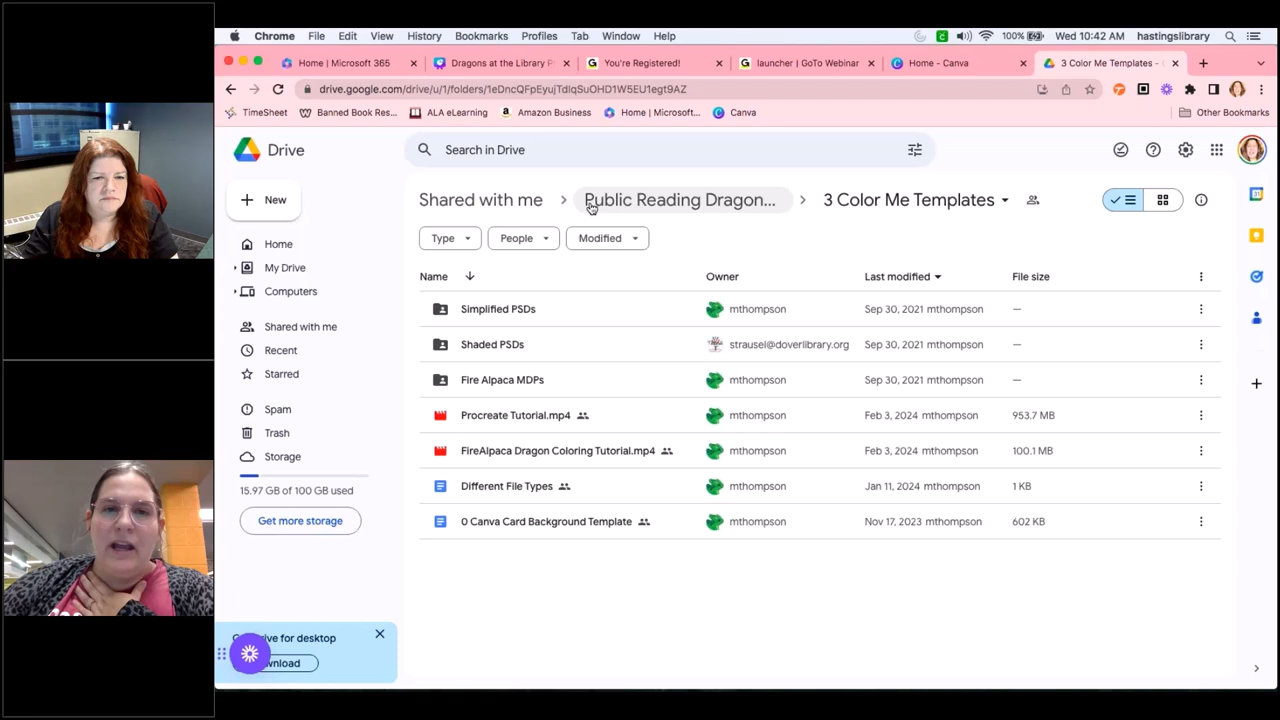 Chrome File Edit View History Bookmarks Profiles Tab Window Help 100% Wed 10:42 AM hastingslibrary
Home | Microsoft 365 Dragons at the Library P You're Registered! launcher | GoTo Webinar Home - Canva 3 Color Me Templates -
drive.google.com/drive/u/1/folders/1eDncQFpEyujTdlqSuOHD1W5EU1egt9AZ
TimeSheet Banned Book Res... ALA eLearning Amazon Business Home | Microsoft... Canva Other Bookmarks
Drive Search in Drive
New
Shared with me Public Reading Dragon... 3 Color Me Templates
Type People Modified
Home
My Drive
Computers
Shared with me
Recent
Starred
Spam
Trash
Storage
15.97 GB of 100 GB used
Get more storage
Name Owner Last modified File size
Simplified PSDs mthompson Sep 30, 2021 mthompson —
Shaded PSDs strausel@doverlibrary.org Sep 30, 2021 mthompson —
Fire Alpaca MDPs mthompson Sep 30, 2021 mthompson —
Procreate Tutorial.mp4 mthompson Feb 3, 2024 mthompson 953.7 MB
FireAlpaca Dragon Coloring Tutorial.mp4 mthompson Feb 3, 2024 mthompson 100.1 MB
Different File Types mthompson Jan 11, 2024 mthompson 1 KB
0 Canva Card Background Template mthompson Nov 17, 2023 mthompson 602 KB
rive for desktop
wnload